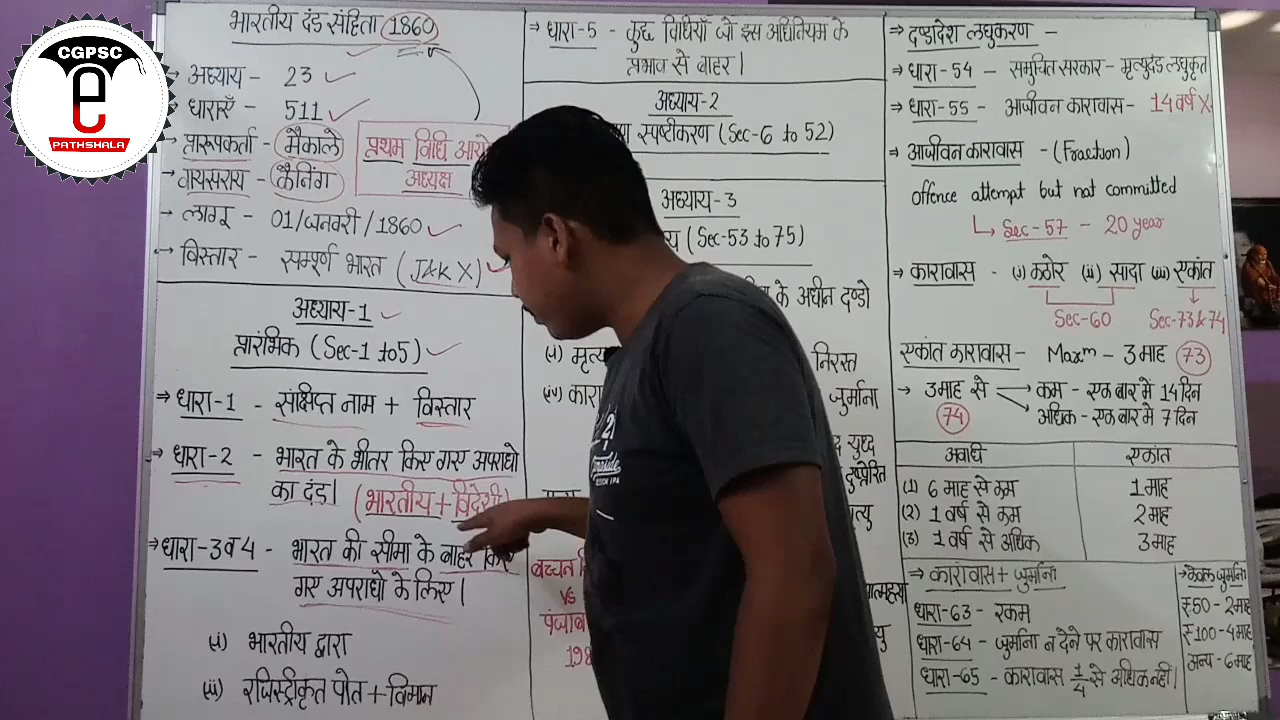 CGPSC
e
PATHSHALA
भारतीय दंड संहिता (1860)
अध्याय - 23
धाराएँ - 511
प्रारूपकर्ता - मैकाले
वायसराय - कैनिंग
प्रथम विधि
अध्यक्ष
लागू - 01/जनवरी/1860
विस्तार - सम्पूर्ण भारत (J&K X)
अध्याय-1
प्रारंभिक (Sec-1 to 5)
⇒ धारा-1 - संक्षिप्त नाम + विस्तार
⇒ धारा-2 - भारत के भीतर किए गए अपराधो
का दंड। (भारतीय + विदेशी)
⇒ धारा-3 व 4 - भारत की सीमा के बाहर किए
गए अपराधो के लिए।
(i) भारतीय द्वारा
(ii) रजिस्ट्रीकृत पोत + विमान
⇒ धारा-5 - कुछ विधियाँ जो इस अधिनियम के
प्रभाव से बाहर।
अध्याय-2
स्पष्टीकरण (Sec-6 to 52)
अध्याय-3
(Sec-53 to 75)
के अधीन दण्डो
निरस्त
जुर्माना
युध्द
दुष्प्रेरित
बच्चन
vs
पंजाब
⇒ दण्डादेश लघुकरण -
⇒ धारा-54 - समुचित सरकार - मृत्युदंड लघुकृत
⇒ धारा-55 - आजीवन कारावास - 14 वर्ष X
⇒ आजीवन कारावास - (Fraction)
offence attempt but not committed
↳ Sec-57 - 20 year
⇒ कारावास - (i) कठोर (ii) सादा (iii) एकांत
Sec-60 Sec-73 & 74
एकांत कारावास - Maxᵐ - 3 माह (73)
→ 3 माह से कम - एक बार में 14 दिन
(74) अधिक - एक बार में 7 दिन
अवधि एकांत
(1) 6 माह से कम 1 माह
(2) 1 वर्ष से कम 2 माह
(3) 1 वर्ष से अधिक 3 माह
⇒ कारावास + जुर्माना
धारा-63 - रकम
धारा-64 - जुर्माना न देने पर कारावास
धारा-65 - कारावास 1/4 से अधिक नहीं।
→ केवल जुर्माना
₹50 - 2 माह
₹100 - 4 माह
अन्य - 6 माह